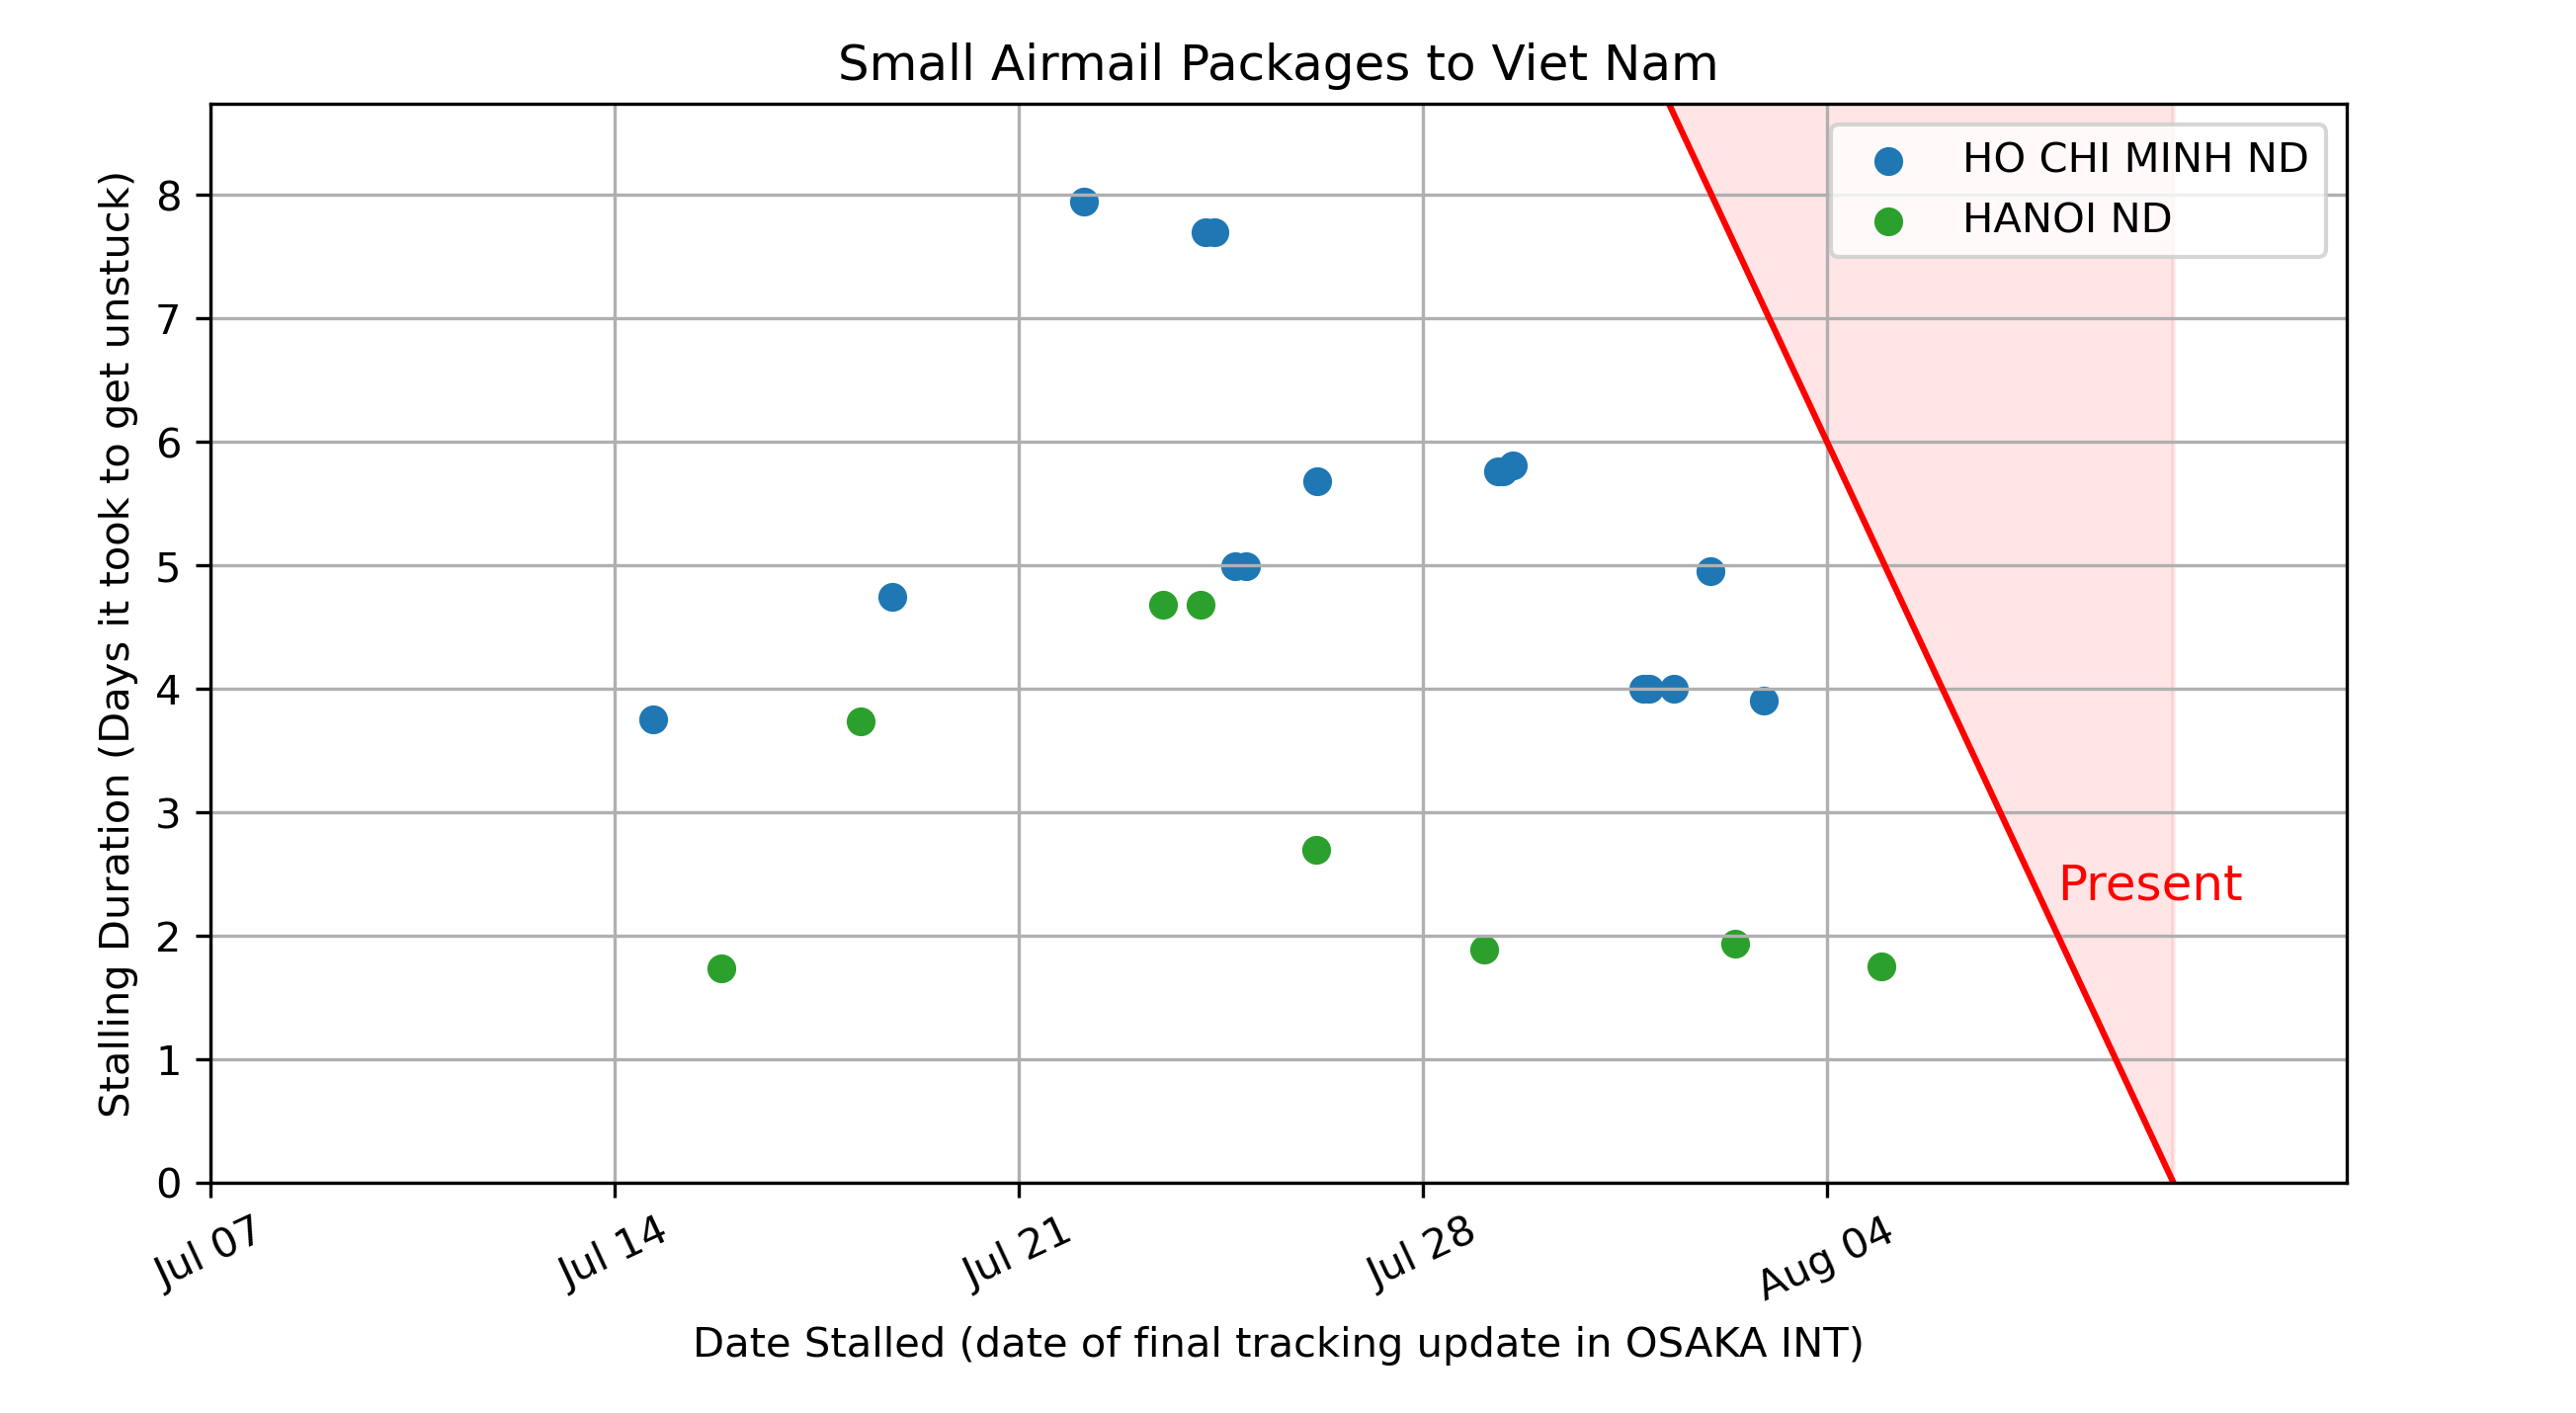 Small Airmail Packages to Viet Nam
HO CHI MINH ND
HANOI ND
Stalling Duration (Days it took to get unstuck)
8
7
6
5
4
3
2
1
0
Present
Jul 07
Jul 14
Jul 21
Jul 28
Aug 04
Date Stalled (date of final tracking update in OSAKA INT)